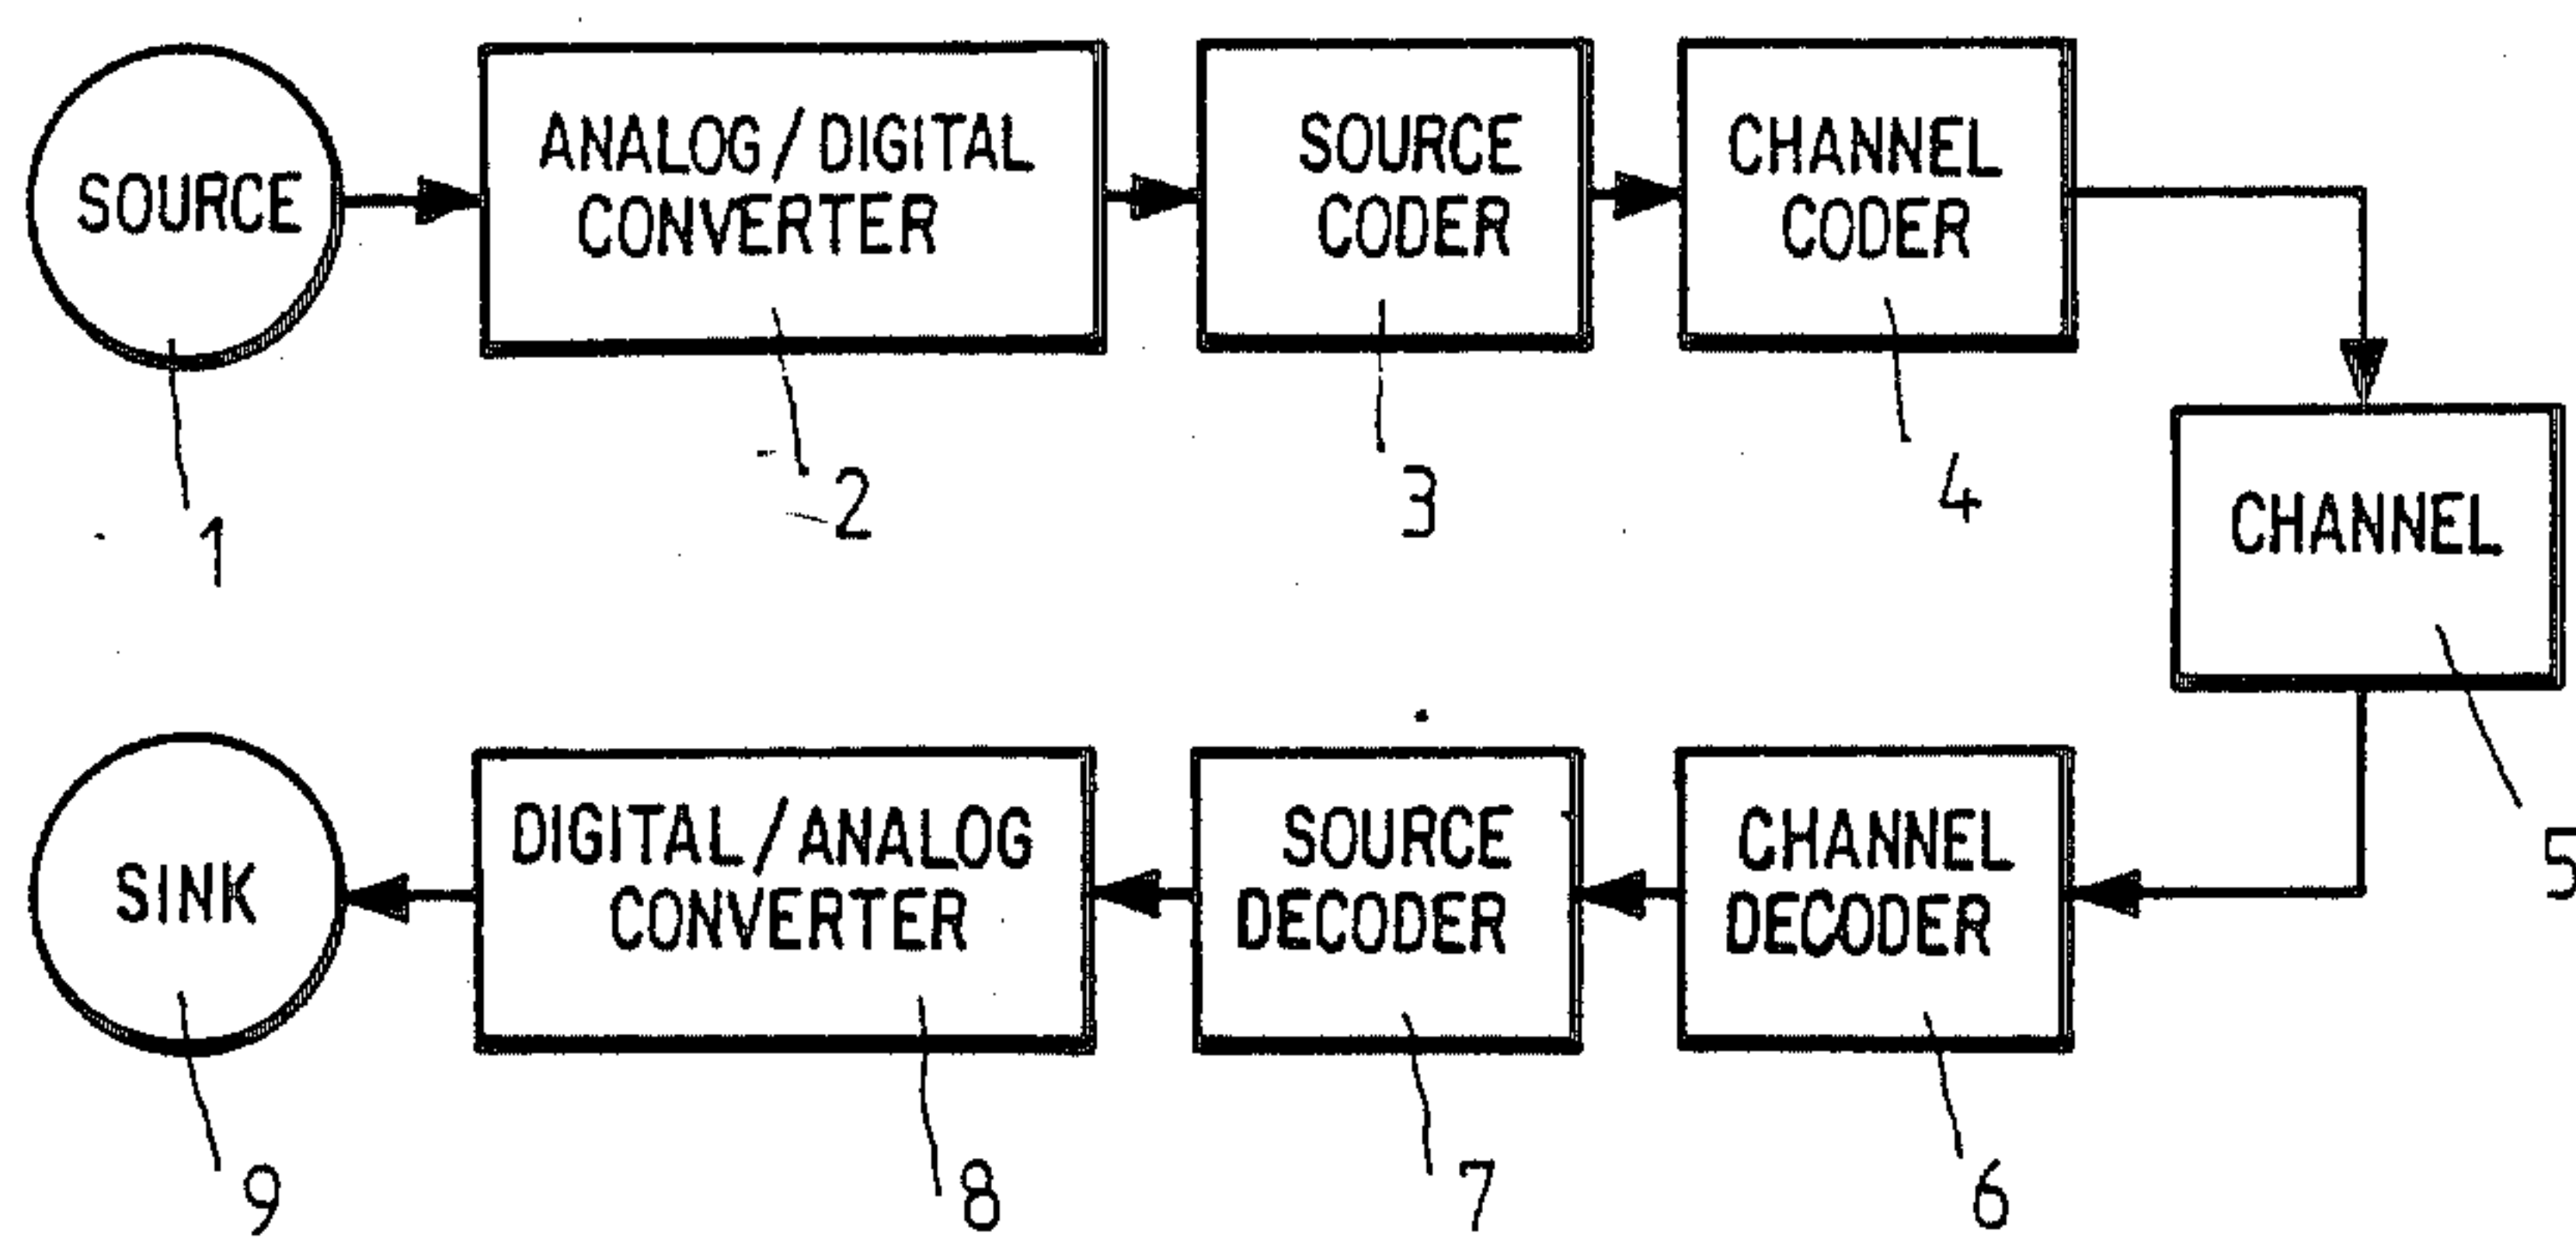 SOURCE
ANALOG/DIGITAL
CONVERTER
SOURCE
CODER
CHANNEL
CODER
1
2
3
4
CHANNEL
5
SINK
DIGITAL/ANALOG
CONVERTER
SOURCE
DECODER
CHANNEL
DECODER
9
8
7
6